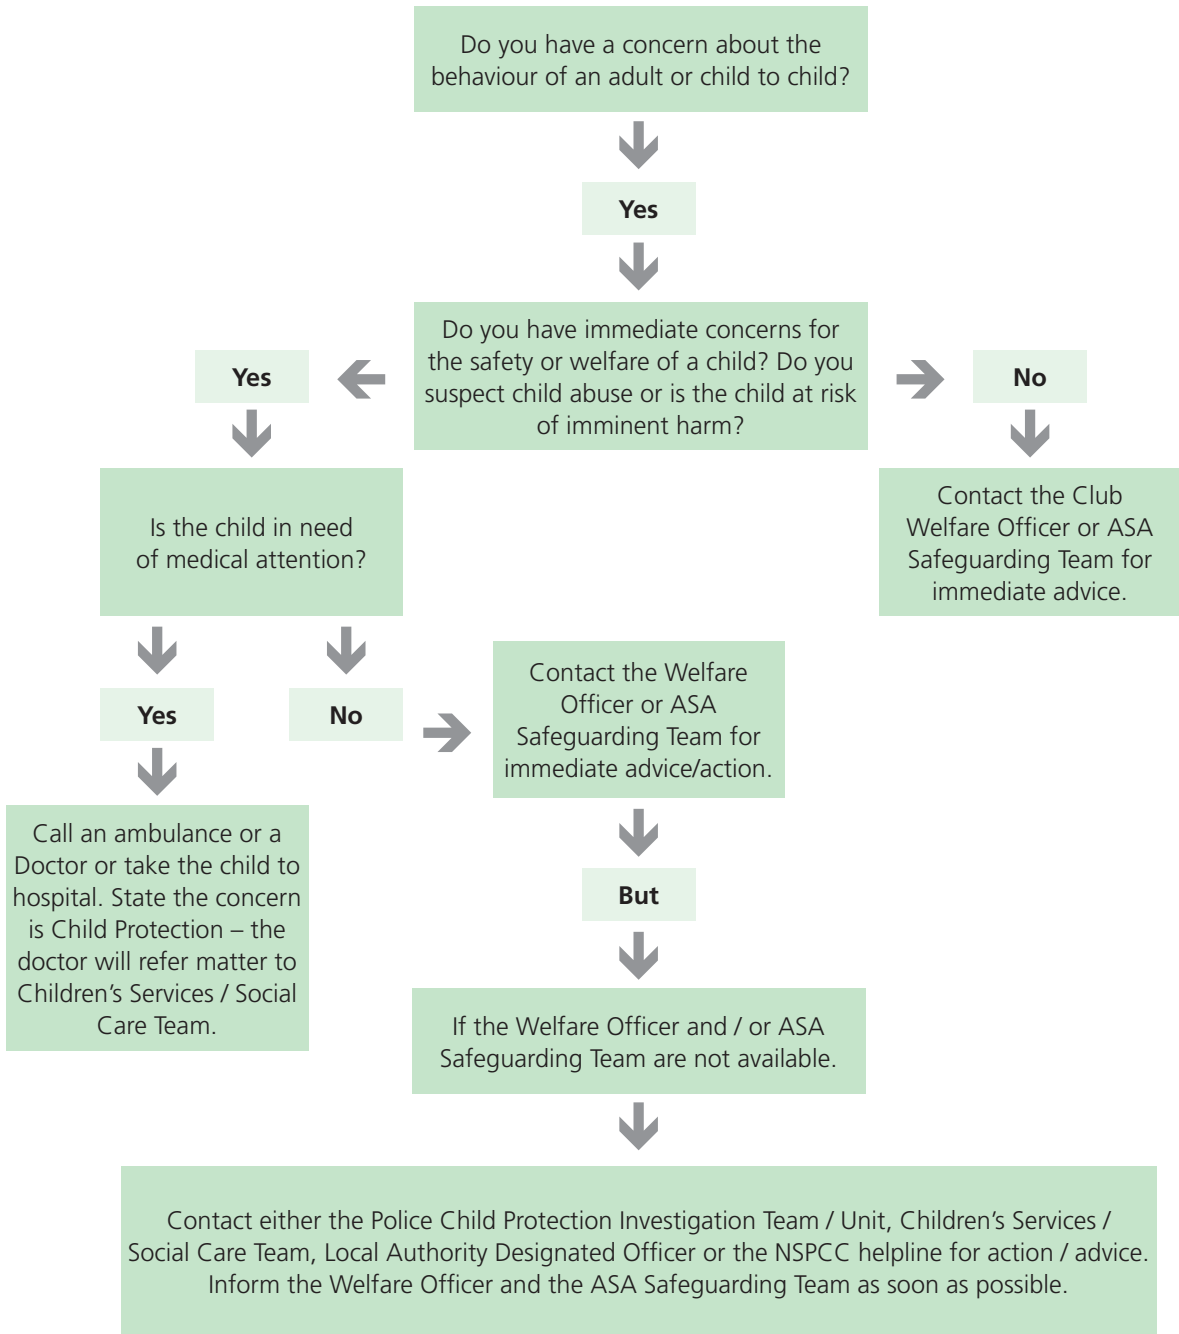 Do you have a concern about the
behaviour of an adult or child to child?
Yes
Do you have immediate concerns for
the safety or welfare of a child? Do you
suspect child abuse or is the child at risk
of imminent harm?
Yes
No
Is the child in need
of medical attention?
Contact the Club
Welfare Officer or ASA
Safeguarding Team for
immediate advice.
Yes
No
Contact the Welfare
Officer or ASA
Safeguarding Team for
immediate advice/action.
Call an ambulance or a
Doctor or take the child to
hospital. State the concern
is Child Protection – the
doctor will refer matter to
Children’s Services / Social
Care Team.
But
If the Welfare Officer and / or ASA
Safeguarding Team are not available.
Contact either the Police Child Protection Investigation Team / Unit, Children’s Services /
Social Care Team, Local Authority Designated Officer or the NSPCC helpline for action / advice.
Inform the Welfare Officer and the ASA Safeguarding Team as soon as possible.